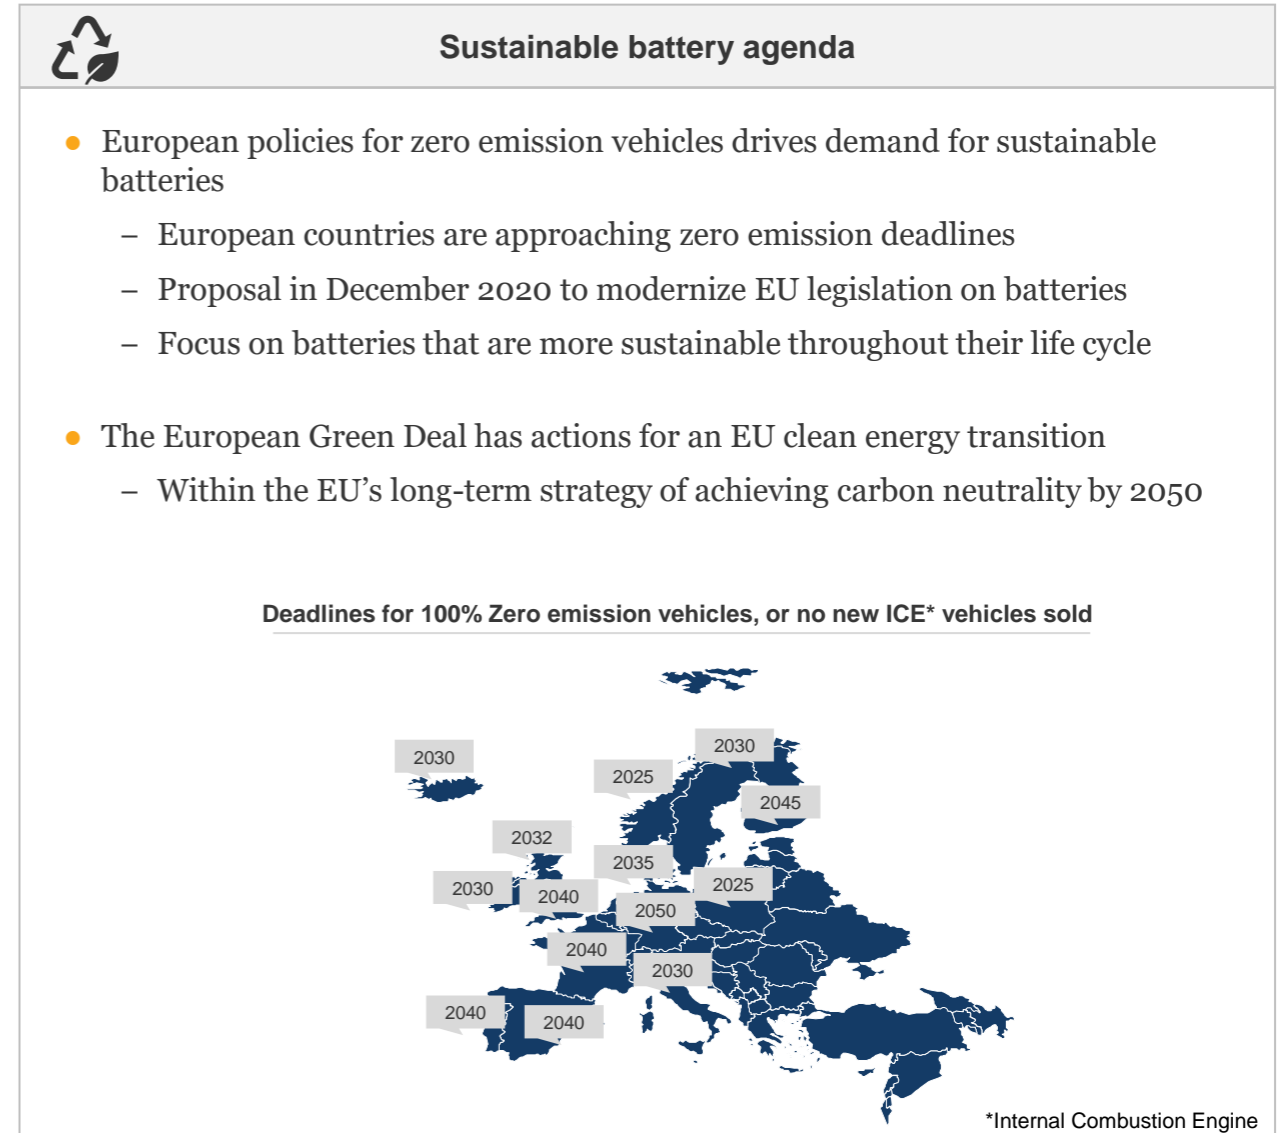 Sustainable battery agenda
● European policies for zero emission vehicles drives demand for sustainable
batteries
– European countries are approaching zero emission deadlines
– Proposal in December 2020 to modernize EU legislation on batteries
– Focus on batteries that are more sustainable throughout their life cycle
● The European Green Deal has actions for an EU clean energy transition
– Within the EU’s long-term strategy of achieving carbon neutrality by 2050
Deadlines for 100% Zero emission vehicles, or no new ICE* vehicles sold
2030
2030
2025
2045
2032
2035
2030
2040
2025
2050
2040
2030
2040
2040
*Internal Combustion Engine